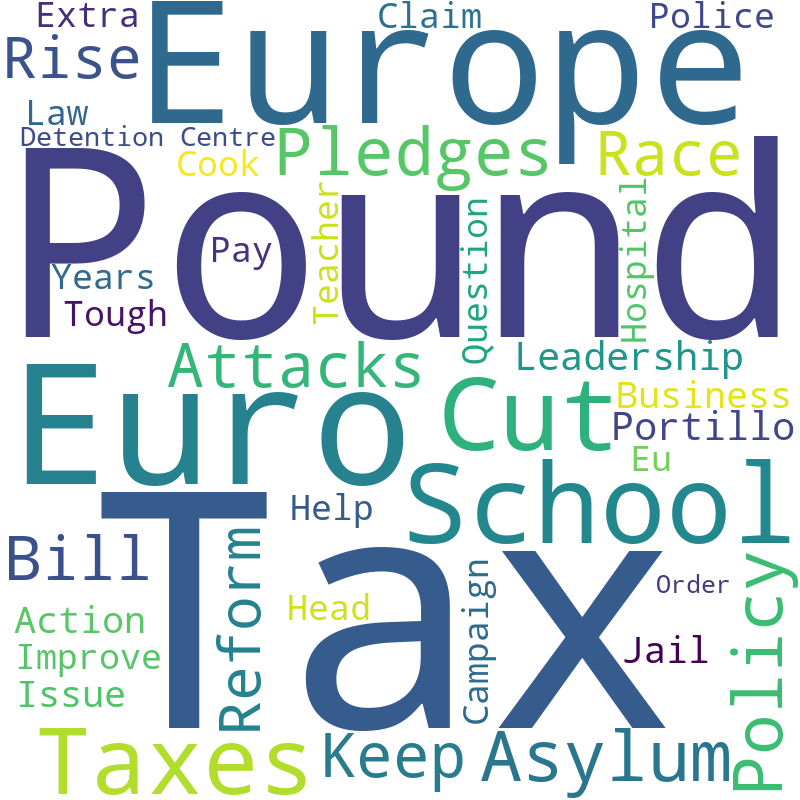 Extra
Claim
Police
Europe
Rise
Law
Detention Centre
Cook
Pledges
Race
Pound
Pay
Teacher
Question
Hospital
Years
Tough
Attacks
Leadership
Euro
Cut
Business
Portillo
Eu
School
Tax
Help
Bill
Reform
Head
Campaign
Order
Policy
Action
Improve
Jail
Issue
Taxes
Keep
Asylum